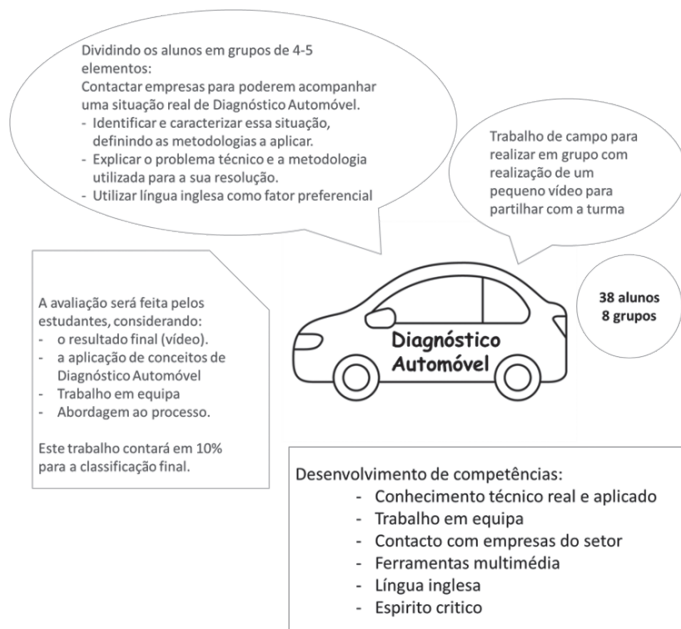 Dividindo os alunos em grupos de 4-5
elementos:
Contactar empresas para poderem acompanhar
uma situação real de Diagnóstico Automóvel.
- Identificar e caracterizar essa situação,
definindo as metodologias a aplicar.
- Explicar o problema técnico e a metodologia
utilizada para a sua resolução.
- Utilizar língua inglesa como fator preferencial
Trabalho de campo para
realizar em grupo com
realização de um
pequeno vídeo para
partilhar com a turma
A avaliação será feita pelos
estudantes, considerando:
- o resultado final (vídeo).
- a aplicação de conceitos de
Diagnóstico Automóvel
- Trabalho em equipa
- Abordagem ao processo.
Este trabalho contará em 10%
para a classificação final.
Diagnóstico
Automóvel
38 alunos
8 grupos
Desenvolvimento de competências:
- Conhecimento técnico real e aplicado
- Trabalho em equipa
- Contacto com empresas do setor
- Ferramentas multimédia
- Língua inglesa
- Espirito critico